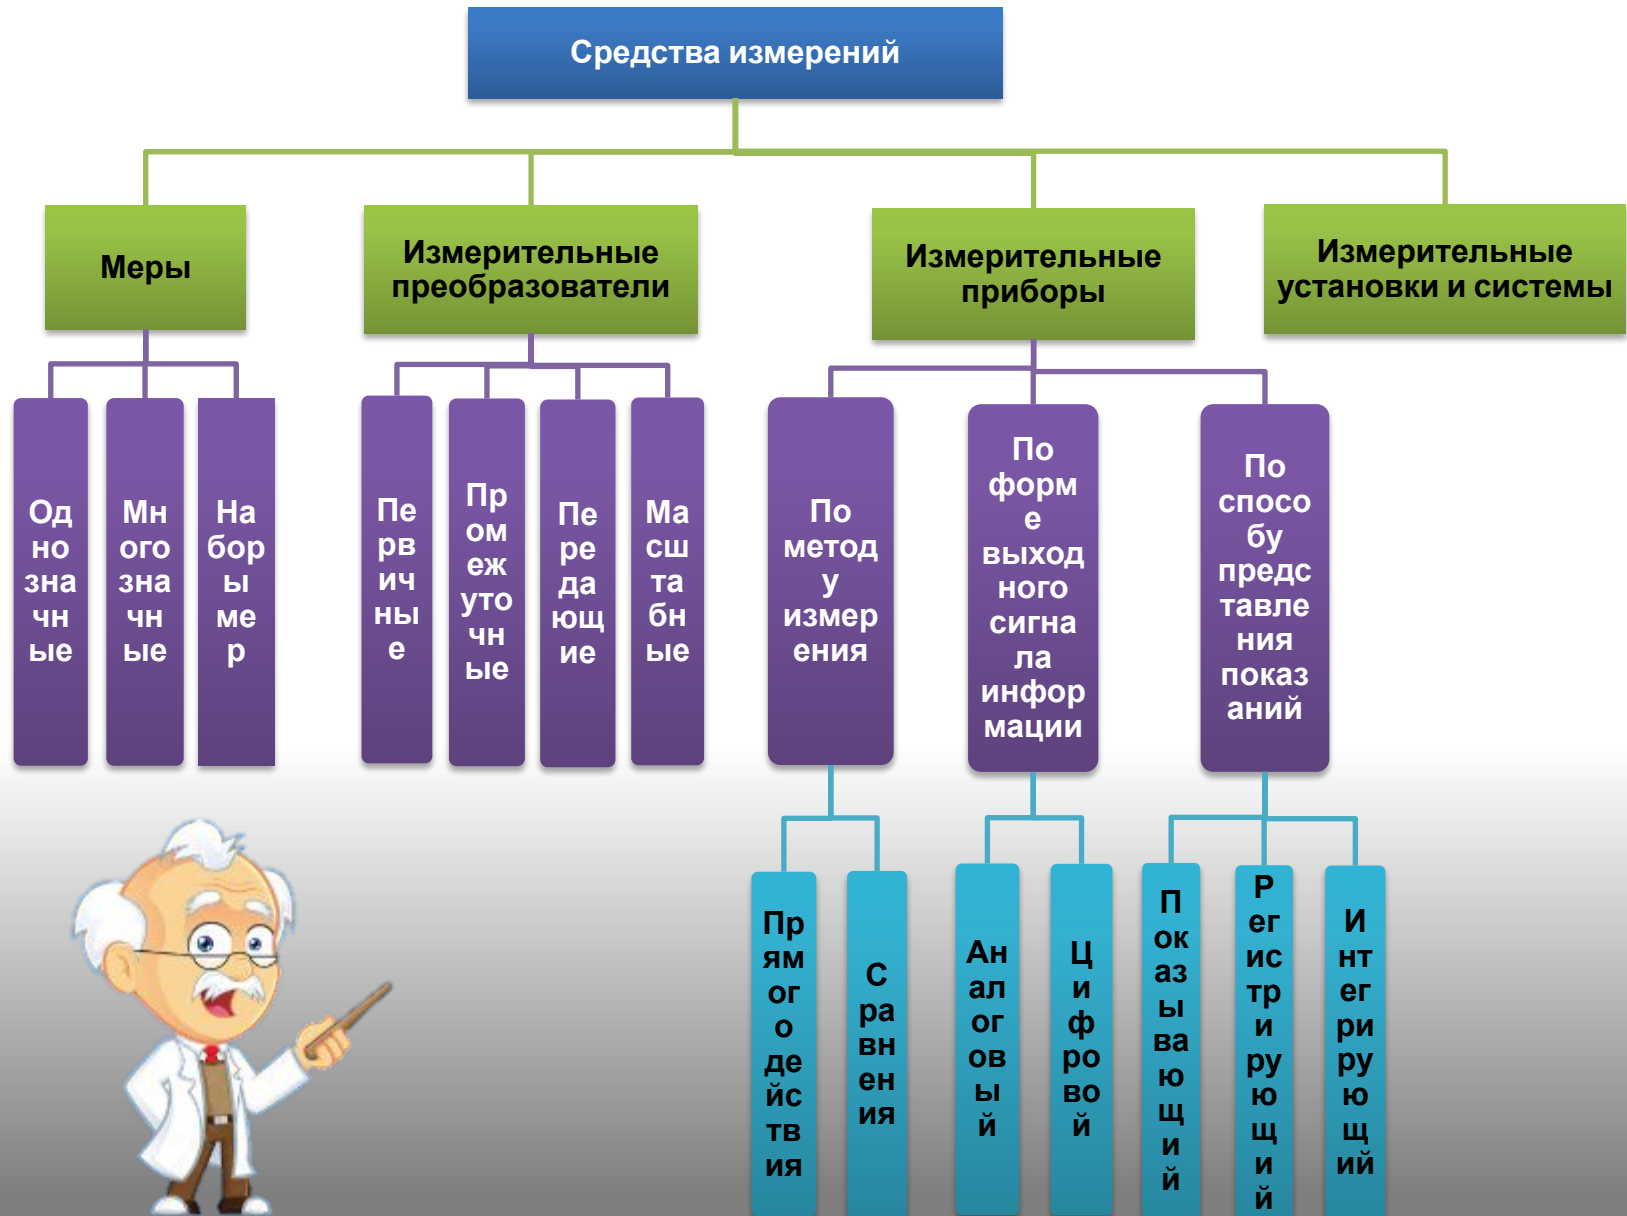 Средства измерений
Меры
Измерительные
преобразователи
Измерительные
приборы
Измерительные
установки и системы
Од
но
зна
чн
ые
Мн
ого
зна
чн
ые
На
бор
ы
ме
р
Пе
рв
ич
ны
е
Пр
ом
еж
уто
чн
ые
Пе
ре
да
ющ
ие
Ма
сш
та
бн
ые
По
метод
у
измер
ения
По
форм
е
выход
ного
сигна
ла
инфор
мации
По
спосо
бу
предс
тавле
ния
показ
аний
Пр
ям
ог
о
де
йс
тв
ия
С
ра
вн
ен
ия
Ан
ал
ог
ов
ы
й
Ц
и
ф
ро
во
й
П
ок
аз
ы
ва
ю
щ
и
й
Р
ег
ис
тр
и
ру
ю
щ
и
й
И
нт
ег
ри
ру
ю
щ
ий